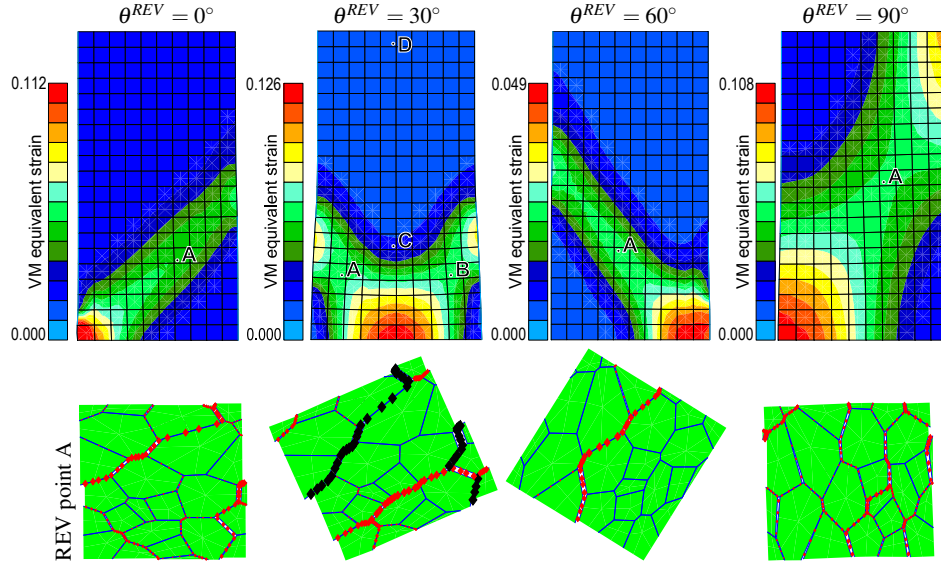 θ^REV = 0° θ^REV = 30° θ^REV = 60° θ^REV = 90°
D
0.112 0.126 0.049 0.108
VM equivalent strain VM equivalent strain VM equivalent strain VM equivalent strain
A
C
A
A
A B
0.000 0.000 0.000 0.000
REV point A